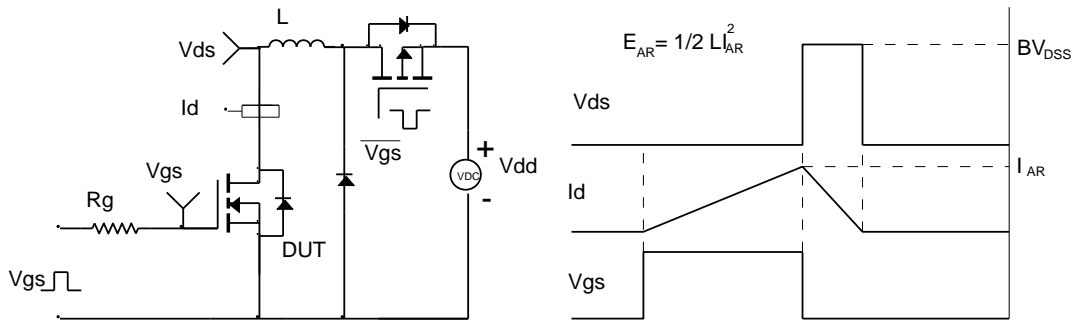 L
Vds
Id
Vgs
Rg
DUT
Vgs
Vgs
VDC
+
Vdd
-
E_AR = 1/2 LI_AR^2
BV_DSS
Vds
I_AR
Id
Vgs